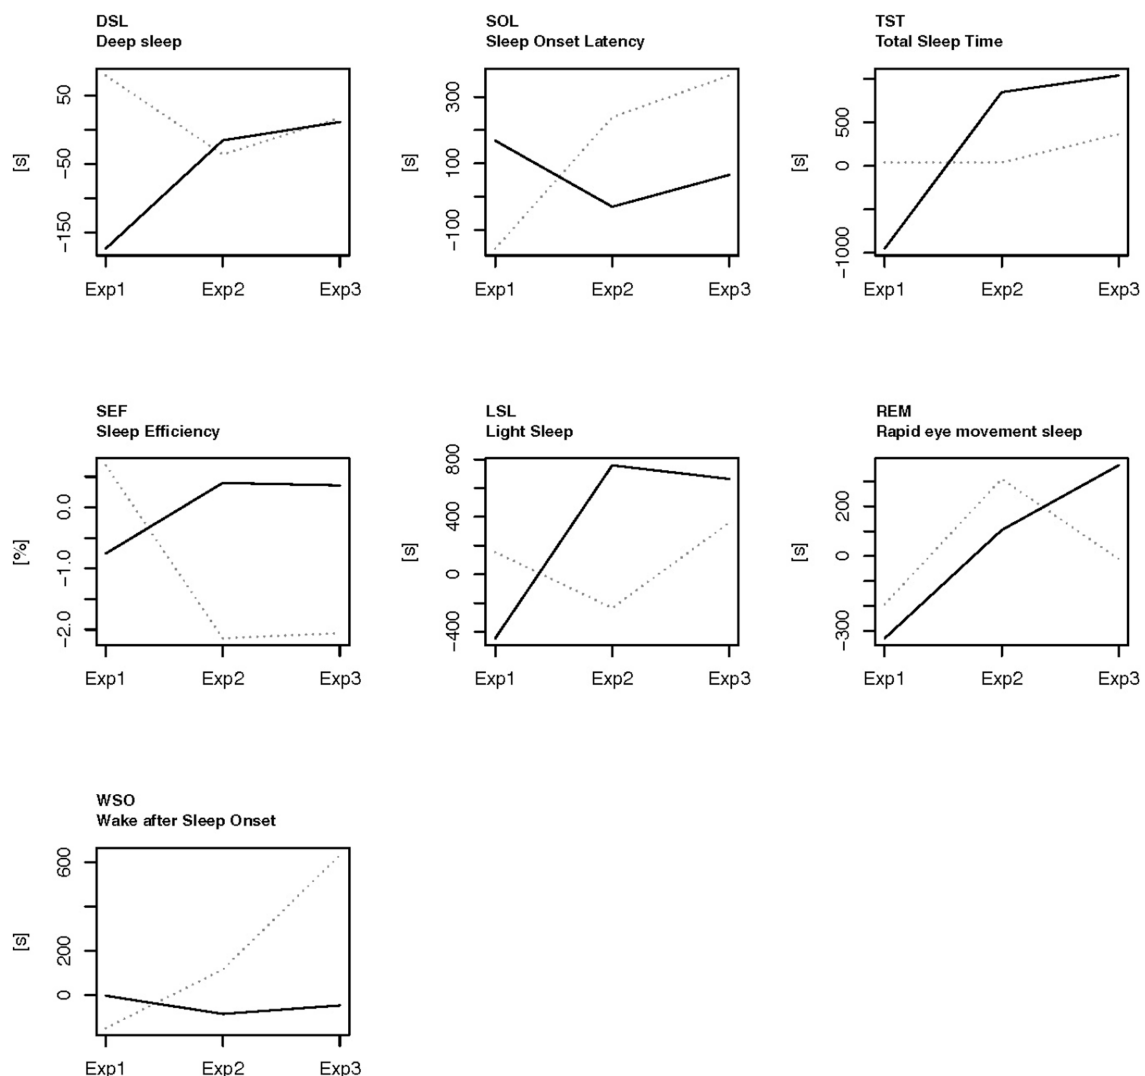 DSL
Deep sleep
50
-50
-150
[s]
Exp1 Exp2 Exp3
SOL
Sleep Onset Latency
300
100
-100
[s]
Exp1 Exp2 Exp3
TST
Total Sleep Time
500
0
-1000
[s]
Exp1 Exp2 Exp3
SEF
Sleep Efficiency
0.0
-1.0
-2.0
[%]
Exp1 Exp2 Exp3
LSL
Light Sleep
800
400
0
-400
[s]
Exp1 Exp2 Exp3
REM
Rapid eye movement sleep
200
0
-300
[s]
Exp1 Exp2 Exp3
WSO
Wake after Sleep Onset
600
200
0
[s]
Exp1 Exp2 Exp3